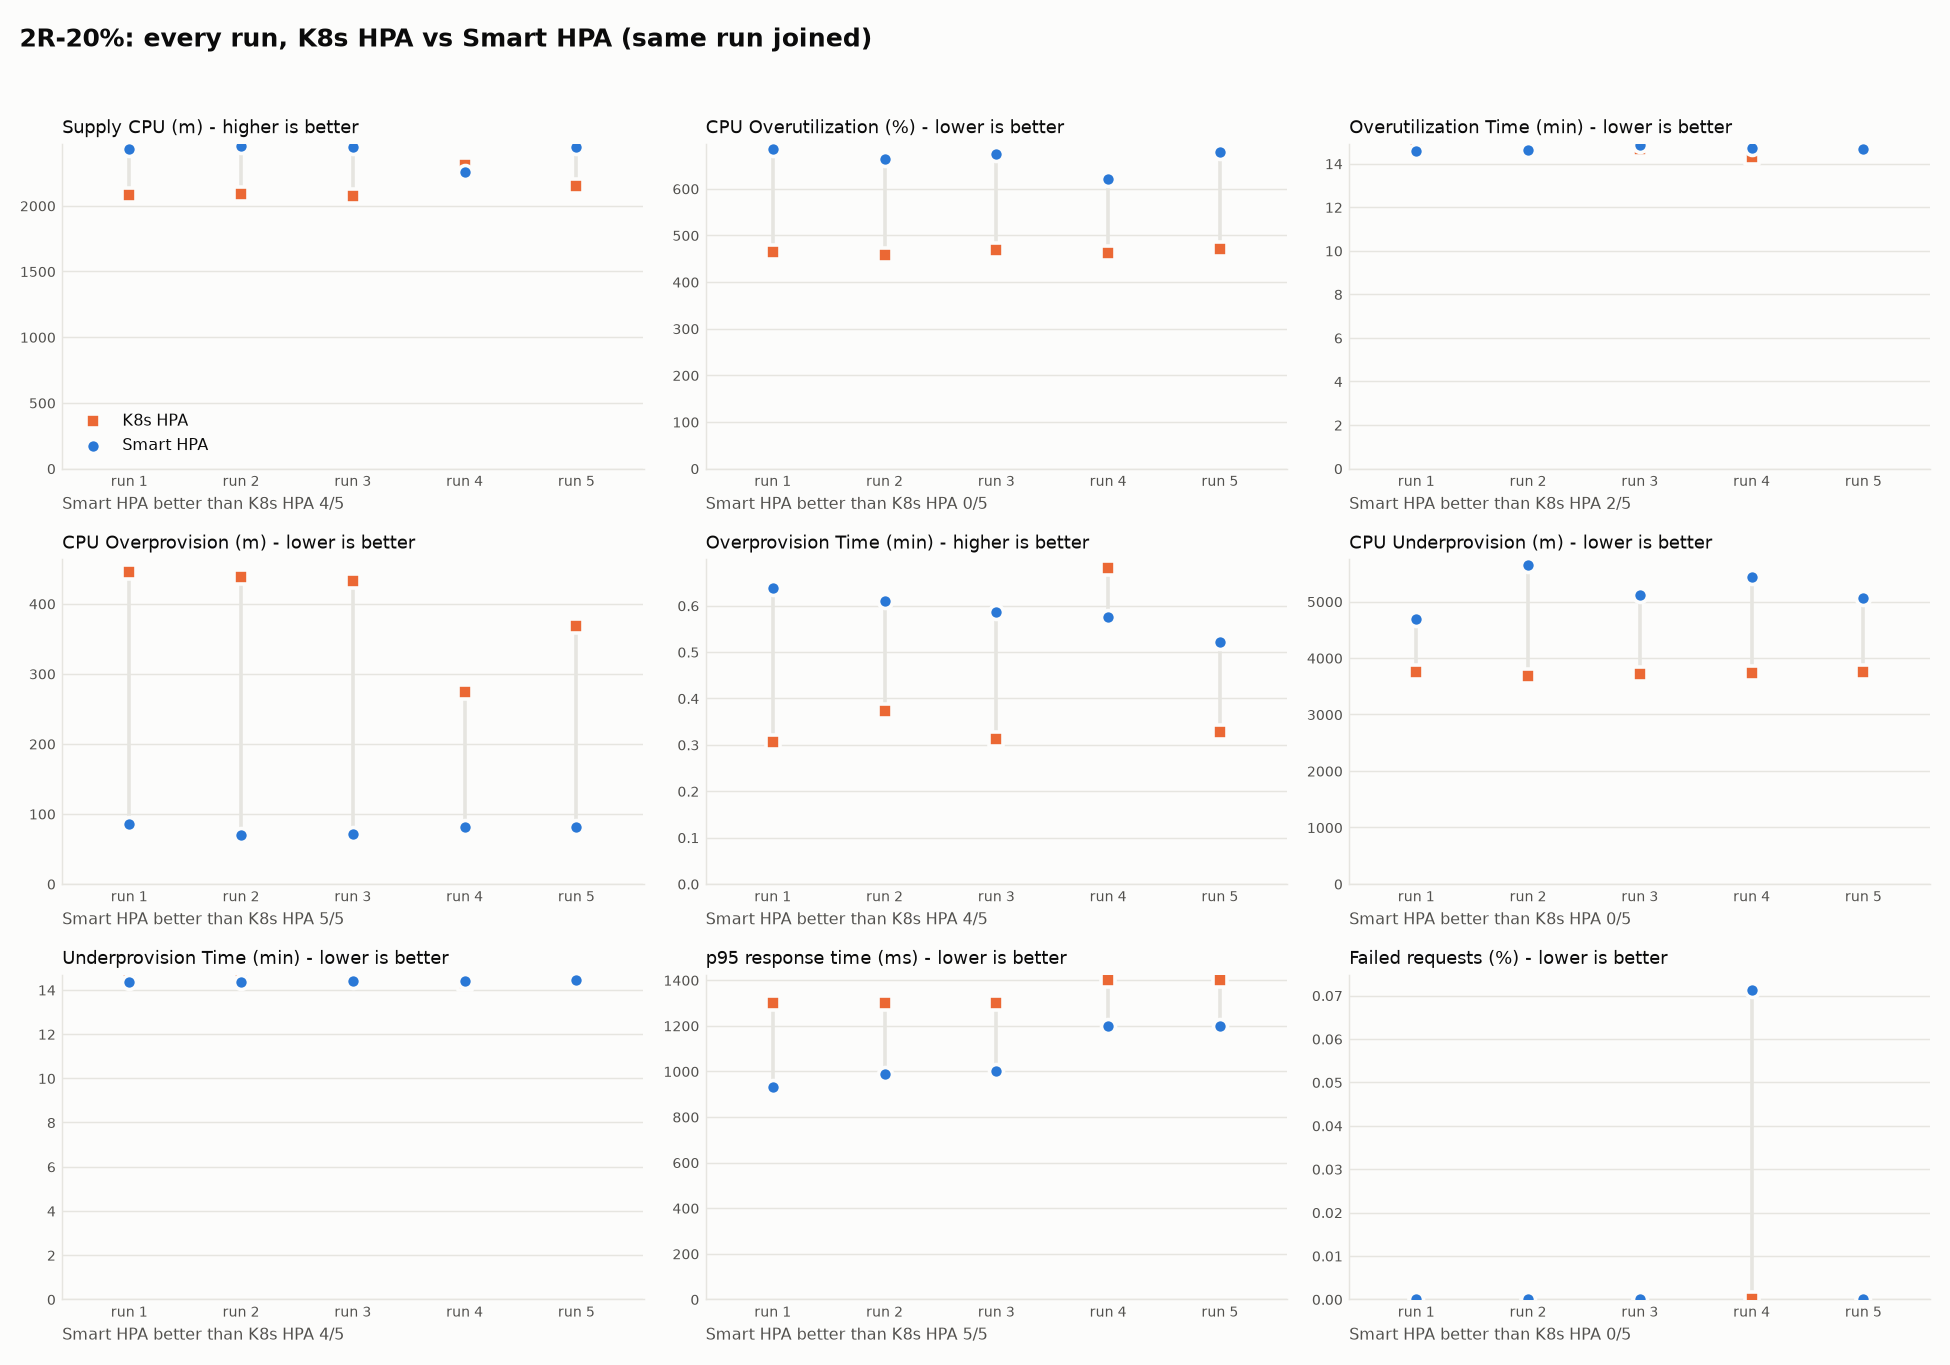 2R-20%: every run, K8s HPA vs Smart HPA (same run joined)
Supply CPU (m) - higher is better
2000
1500
1000
500
0
K8s HPA
Smart HPA
run 1 run 2 run 3 run 4 run 5
Smart HPA better than K8s HPA 4/5
CPU Overutilization (%) - lower is better
600
500
400
300
200
100
0
run 1 run 2 run 3 run 4 run 5
Smart HPA better than K8s HPA 0/5
Overutilization Time (min) - lower is better
14
12
10
8
6
4
2
0
run 1 run 2 run 3 run 4 run 5
Smart HPA better than K8s HPA 2/5
CPU Overprovision (m) - lower is better
400
300
200
100
0
run 1 run 2 run 3 run 4 run 5
Smart HPA better than K8s HPA 5/5
Overprovision Time (min) - higher is better
0.6
0.5
0.4
0.3
0.2
0.1
0.0
run 1 run 2 run 3 run 4 run 5
Smart HPA better than K8s HPA 4/5
CPU Underprovision (m) - lower is better
5000
4000
3000
2000
1000
0
run 1 run 2 run 3 run 4 run 5
Smart HPA better than K8s HPA 0/5
Underprovision Time (min) - lower is better
14
12
10
8
6
4
2
0
run 1 run 2 run 3 run 4 run 5
Smart HPA better than K8s HPA 4/5
p95 response time (ms) - lower is better
1400
1200
1000
800
600
400
200
0
run 1 run 2 run 3 run 4 run 5
Smart HPA better than K8s HPA 5/5
Failed requests (%) - lower is better
0.07
0.06
0.05
0.04
0.03
0.02
0.01
0.00
run 1 run 2 run 3 run 4 run 5
Smart HPA better than K8s HPA 0/5